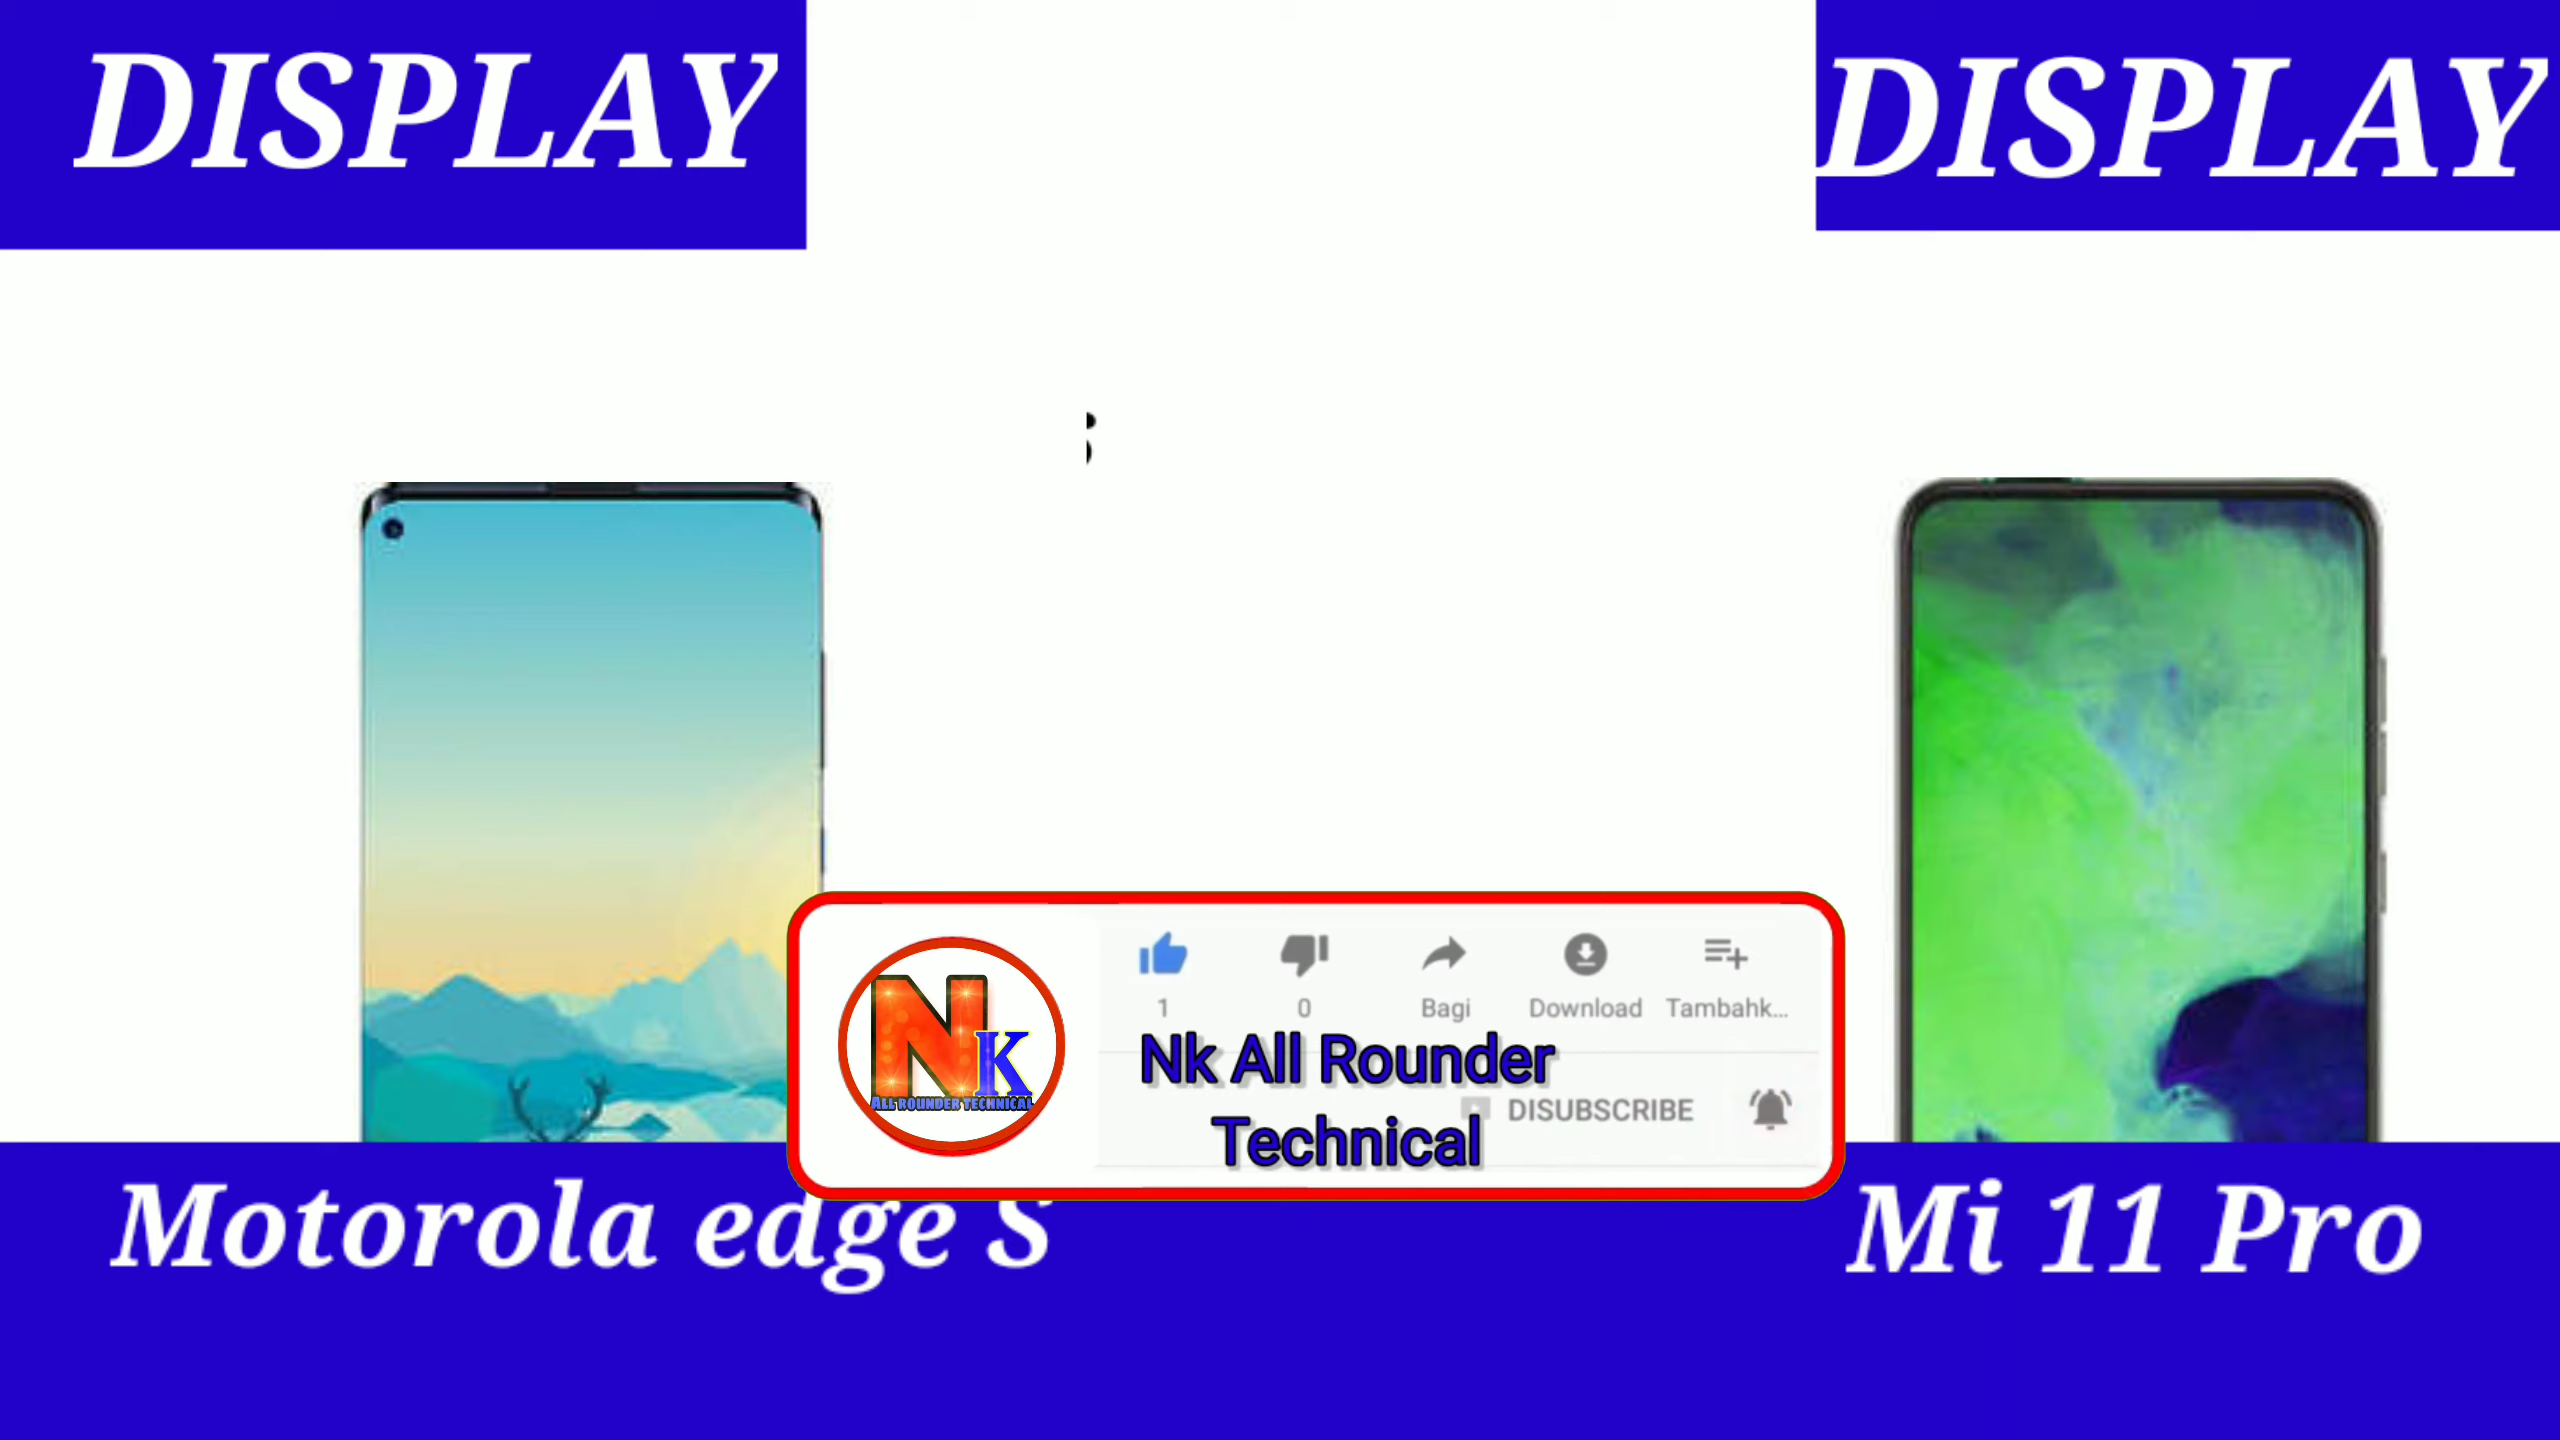 DISPLAY
DISPLAY
1
0
Bagi
Download
Tambahk...
Nk All Rounder
Technical
DISUBSCRIBE
NK
ALL ROUNDER TECHNICAL
Motorola edge S
Mi 11 Pro